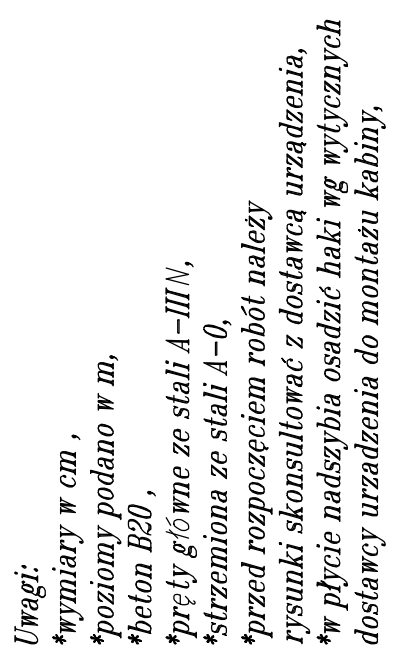 Uwagi:
*wymiary w cm ,
*poziomy podano w m,
*beton B20 ,
*pręty główne ze stali A-IIIN,
*strzemiona ze stali A-0,
*przed rozpoczęciem robót należy
rysunki skonsultować z dostawcą urządzenia,
*w płycie nadszybia osadzić haki wg wytycznych
dostawcy urzadzenia do montażu kabiny,